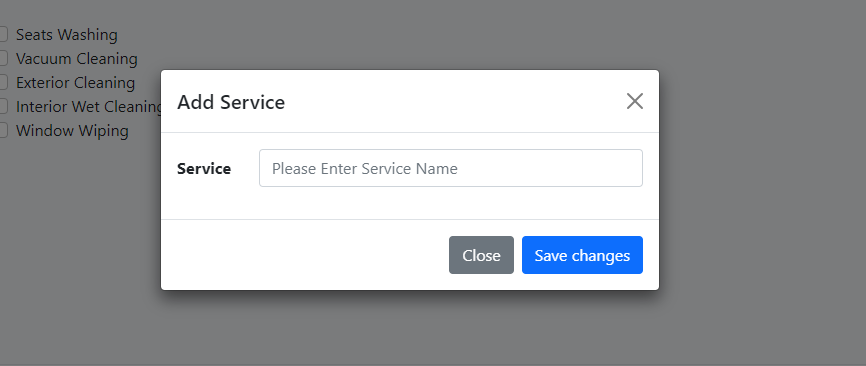 Seats Washing
Vacuum Cleaning
Exterior Cleaning
Interior Wet Cleaning
Window Wiping
Add Service
Service
Please Enter Service Name
Close
Save changes